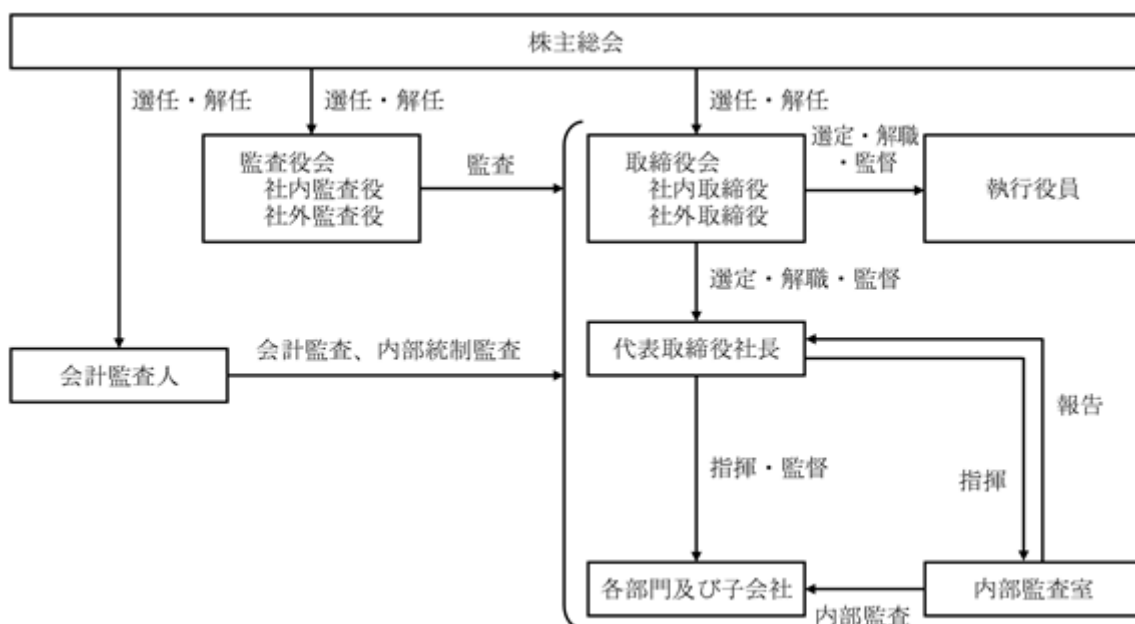 株主総会
選任・解任
選任・解任
選任・解任
監査役会
社内監査役
社外監査役
監査
取締役会
社内取締役
社外取締役
選定・解職
・監督
執行役員
選定・解職・監督
会計監査人
会計監査、内部統制監査
代表取締役社長
報告
指揮・監督
指揮
各部門及び子会社
内部監査
内部監査室